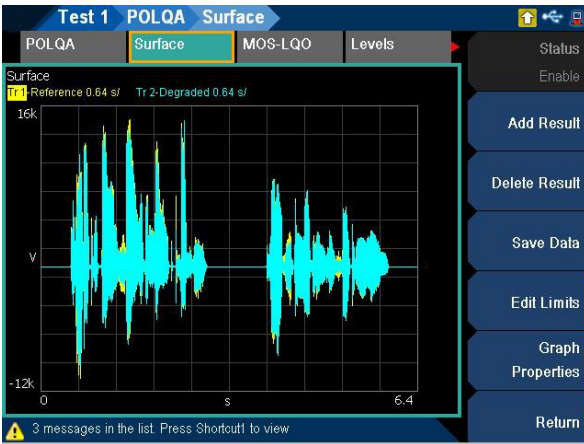 Test 1 POLQA Surface
POLQA Surface MOS-LQO Levels
Status
Enable
Surface
Tr 1-Reference 0.64 s/ Tr 2-Degraded 0.64 s/
16k
Add Result
Delete Result
Save Data
V
Edit Limits
Graph
Properties
-12k
0 s 6.4
Return
3 messages in the list. Press Shortcut1 to view